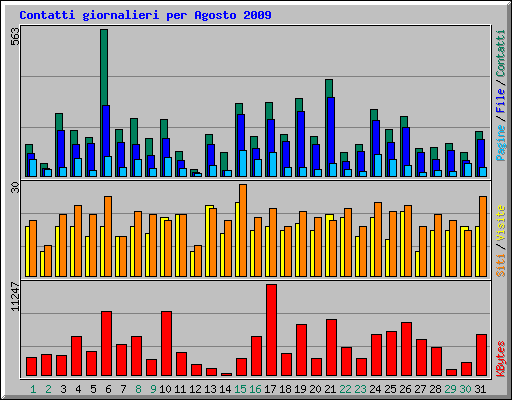 Contatti giornalieri per Agosto 2009
563
Pagine / File / Contatti
30
Siti / Visite
11247
KBytes
1 2 3 4 5 6 7 8 9 10 11 12 13 14 15 16 17 18 19 20 21 22 23 24 25 26 27 28 29 30 31